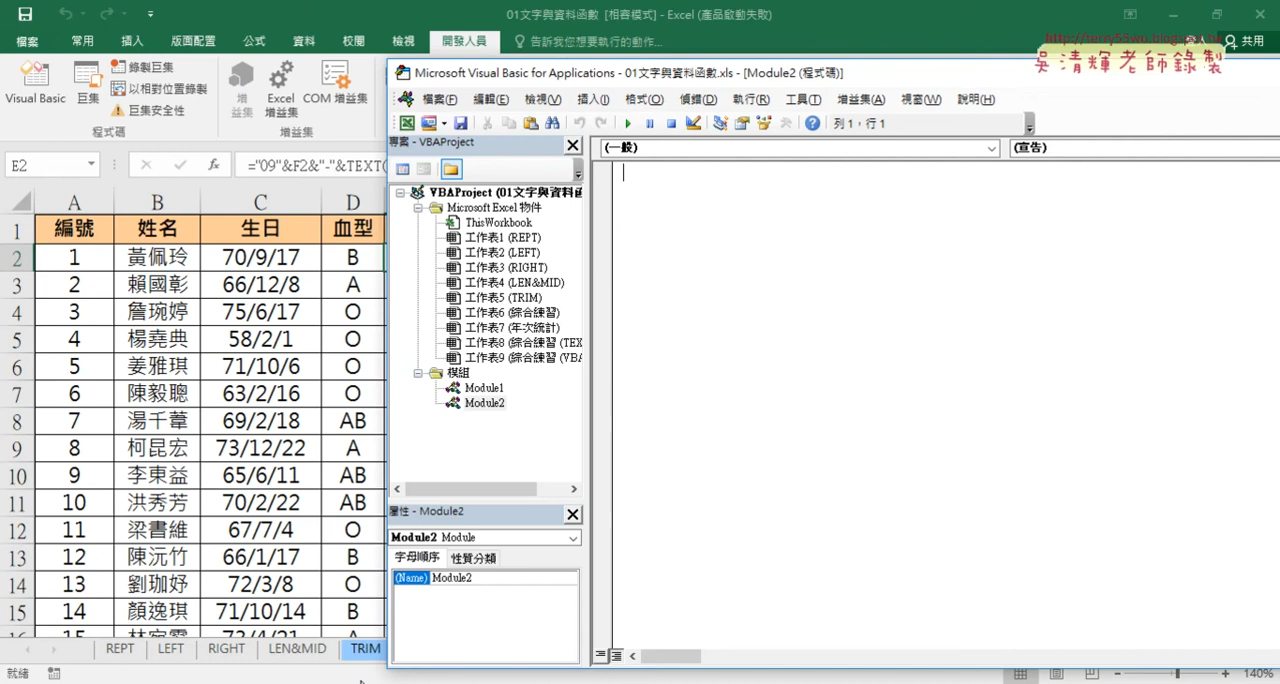 01文字與資料函數 [相容模式] - Excel (產品啟動失敗)
檔案 常用 插入 版面配置 公式 資料 校閱 檢視 開發人員 告訴我您想要執行的動作... 共用
http://terry55wu.blogspot.tw
吳清輝老師錄製
Visual Basic 巨集 錄製巨集 以相對位置錄製 巨集安全性 增益集 Excel 增益集 COM 增益集
程式碼 增益集
E2 fx ="09"&F2&"-"&TEXT(
A B C D
1 編號 姓名 生日 血型
2 1 黃佩玲 70/9/17 B
3 2 賴國彰 66/12/8 A
4 3 詹琬婷 75/6/17 O
5 4 楊堯典 58/2/1 O
6 5 姜雅琪 71/10/6 O
7 6 陳毅聰 63/2/16 O
8 7 湯千葦 69/2/18 AB
9 8 柯昆宏 73/12/22 A
10 9 李東益 65/6/11 AB
11 10 洪秀芳 70/2/22 AB
12 11 梁書維 67/7/4 O
13 12 陳沅竹 66/1/17 B
14 13 劉珈妤 72/3/8 O
15 14 顏逸琪 71/10/14 B
REPT LEFT RIGHT LEN&MID TRIM
就緒 140%
Microsoft Visual Basic for Applications - 01文字與資料函數.xls - [Module2 (程式碼)]
檔案(F) 編輯(E) 檢視(V) 插入(I) 格式(O) 偵錯(D) 執行(R) 工具(T) 增益集(A) 視窗(W) 說明(H)
列 1，行 1
專案 - VBAProject
VBAProject (01文字與資料函
Microsoft Excel 物件
ThisWorkbook
工作表1 (REPT)
工作表2 (LEFT)
工作表3 (RIGHT)
工作表4 (LEN&MID)
工作表5 (TRIM)
工作表6 (綜合練習)
工作表7 (年次統計)
工作表8 (綜合練習 (TEX
工作表9 (綜合練習 (VBA
模組
Module1
Module2
屬性 - Module2
Module2 Module
字母順序 性質分類
(Name) Module2
(一般) (宣告)